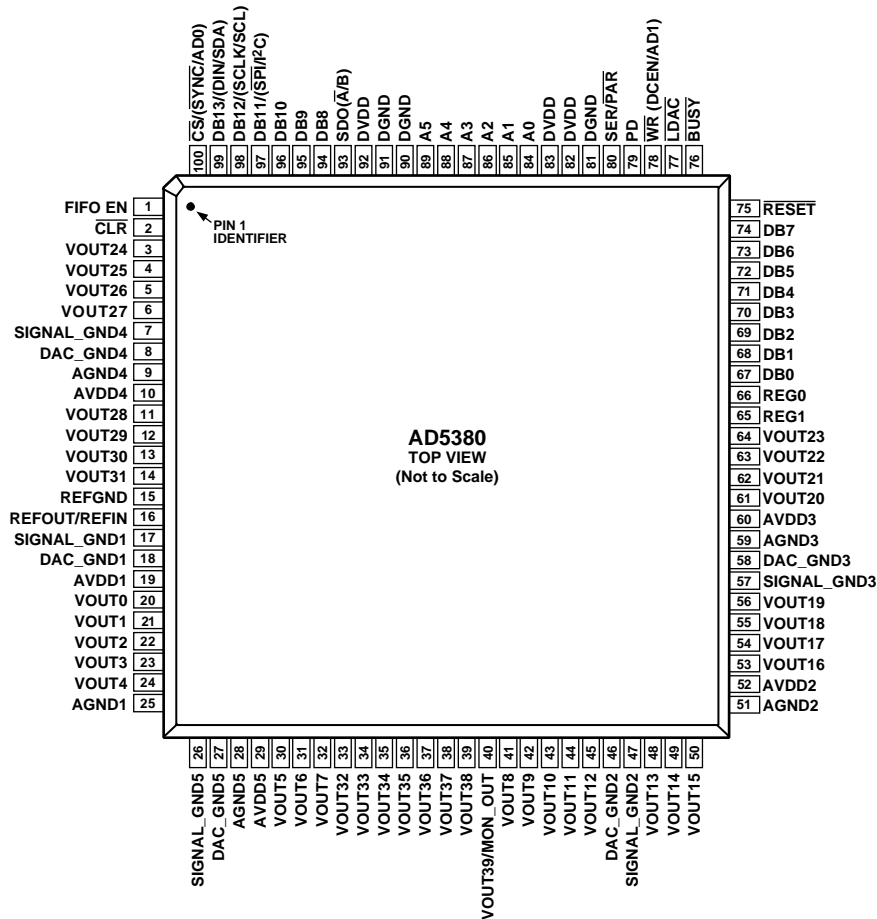 CS/(SYNC/AD0)
DB13/(DIN/SDA)
DB12/(SCLK/SCL)
DB11/(SPI/I²C)
DB10
DB9
DB8
SDO(A/B)
DVDD
DGND
DGND
A5
A4
A3
A2
A1
A0
DVDD
DVDD
DGND
SER/PAR
PD
WR (DCEN/AD1)
LDAC
BUSY
100
99
98
97
96
95
94
93
92
91
90
89
88
87
86
85
84
83
82
81
80
79
78
77
76
FIFO EN 1
CLR 2
VOUT24 3
VOUT25 4
VOUT26 5
VOUT27 6
SIGNAL_GND4 7
DAC_GND4 8
AGND4 9
AVDD4 10
VOUT28 11
VOUT29 12
VOUT30 13
VOUT31 14
REFGND 15
REFOUT/REFIN 16
SIGNAL_GND1 17
DAC_GND1 18
AVDD1 19
VOUT0 20
VOUT1 21
VOUT2 22
VOUT3 23
VOUT4 24
AGND1 25
PIN 1
IDENTIFIER
AD5380
TOP VIEW
(Not to Scale)
75 RESET
74 DB7
73 DB6
72 DB5
71 DB4
70 DB3
69 DB2
68 DB1
67 DB0
66 REG0
65 REG1
64 VOUT23
63 VOUT22
62 VOUT21
61 VOUT20
60 AVDD3
59 AGND3
58 DAC_GND3
57 SIGNAL_GND3
56 VOUT19
55 VOUT18
54 VOUT17
53 VOUT16
52 AVDD2
51 AGND2
26
27
28
29
30
31
32
33
34
35
36
37
38
39
40
41
42
43
44
45
46
47
48
49
50
SIGNAL_GND5
DAC_GND5
AGND5
AVDD5
VOUT5
VOUT6
VOUT7
VOUT32
VOUT33
VOUT34
VOUT35
VOUT36
VOUT37
VOUT38
VOUT39/MON_OUT
VOUT8
VOUT9
VOUT10
VOUT11
VOUT12
DAC_GND2
SIGNAL_GND2
VOUT13
VOUT14
VOUT15